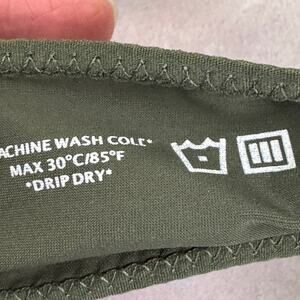 ACHINE WASH COLD*
MAX 30°C/85°F
*DRIP DRY*